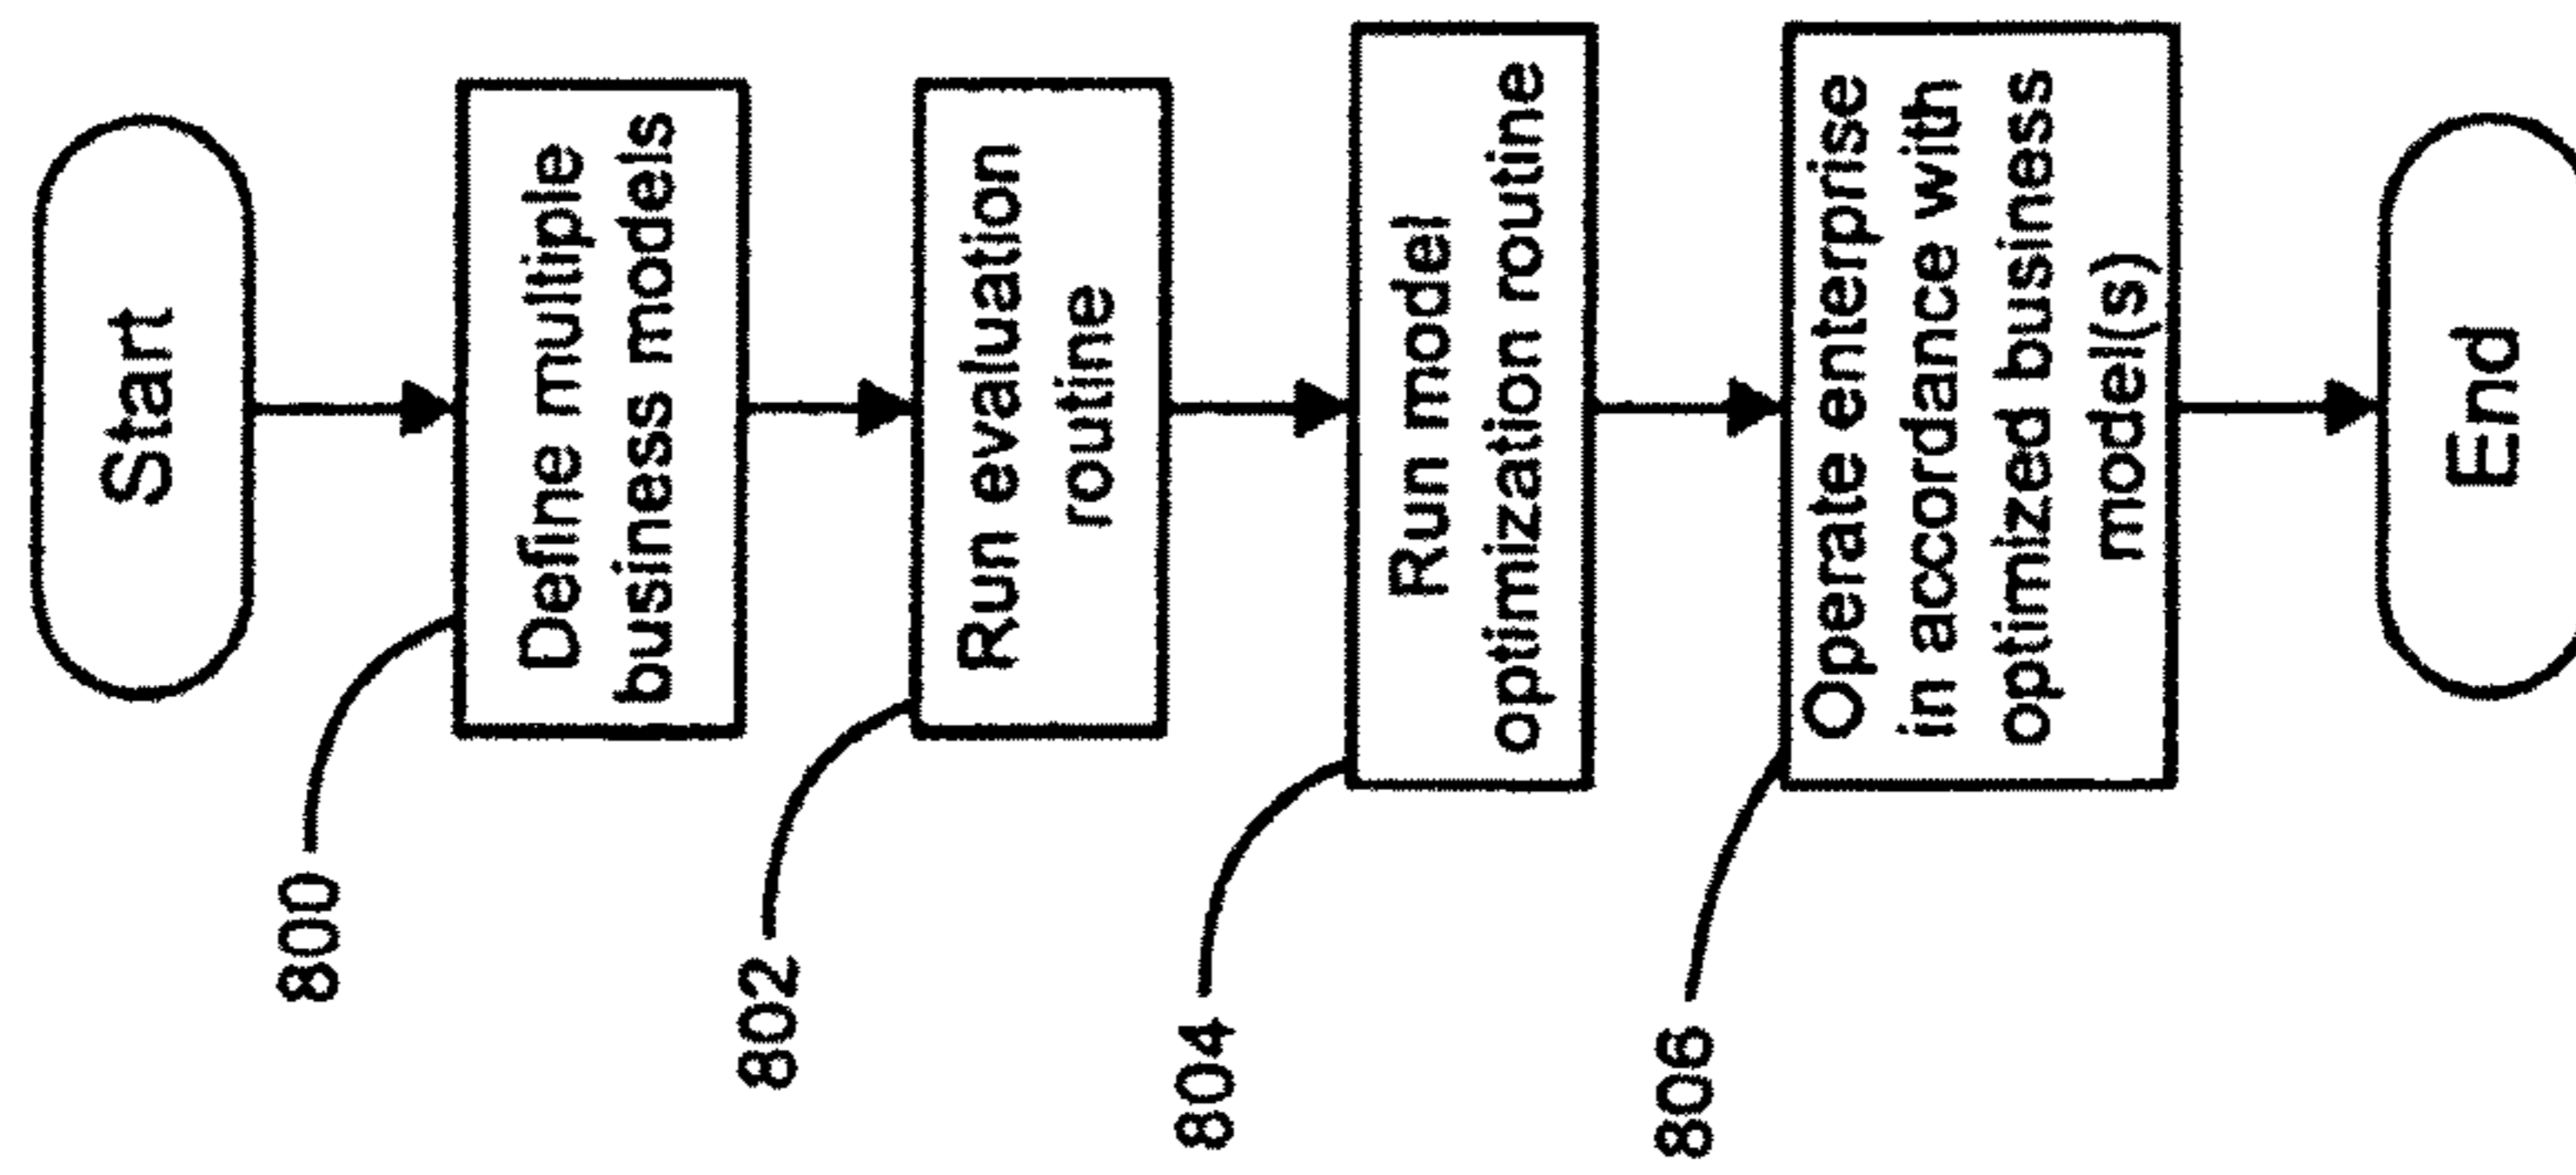 Start
800
Define multiple
business models
802
Run evaluation
routine
804
Run model
optimization routine
806
Operate enterprise
in accordance with
optimized business
model(s)
End